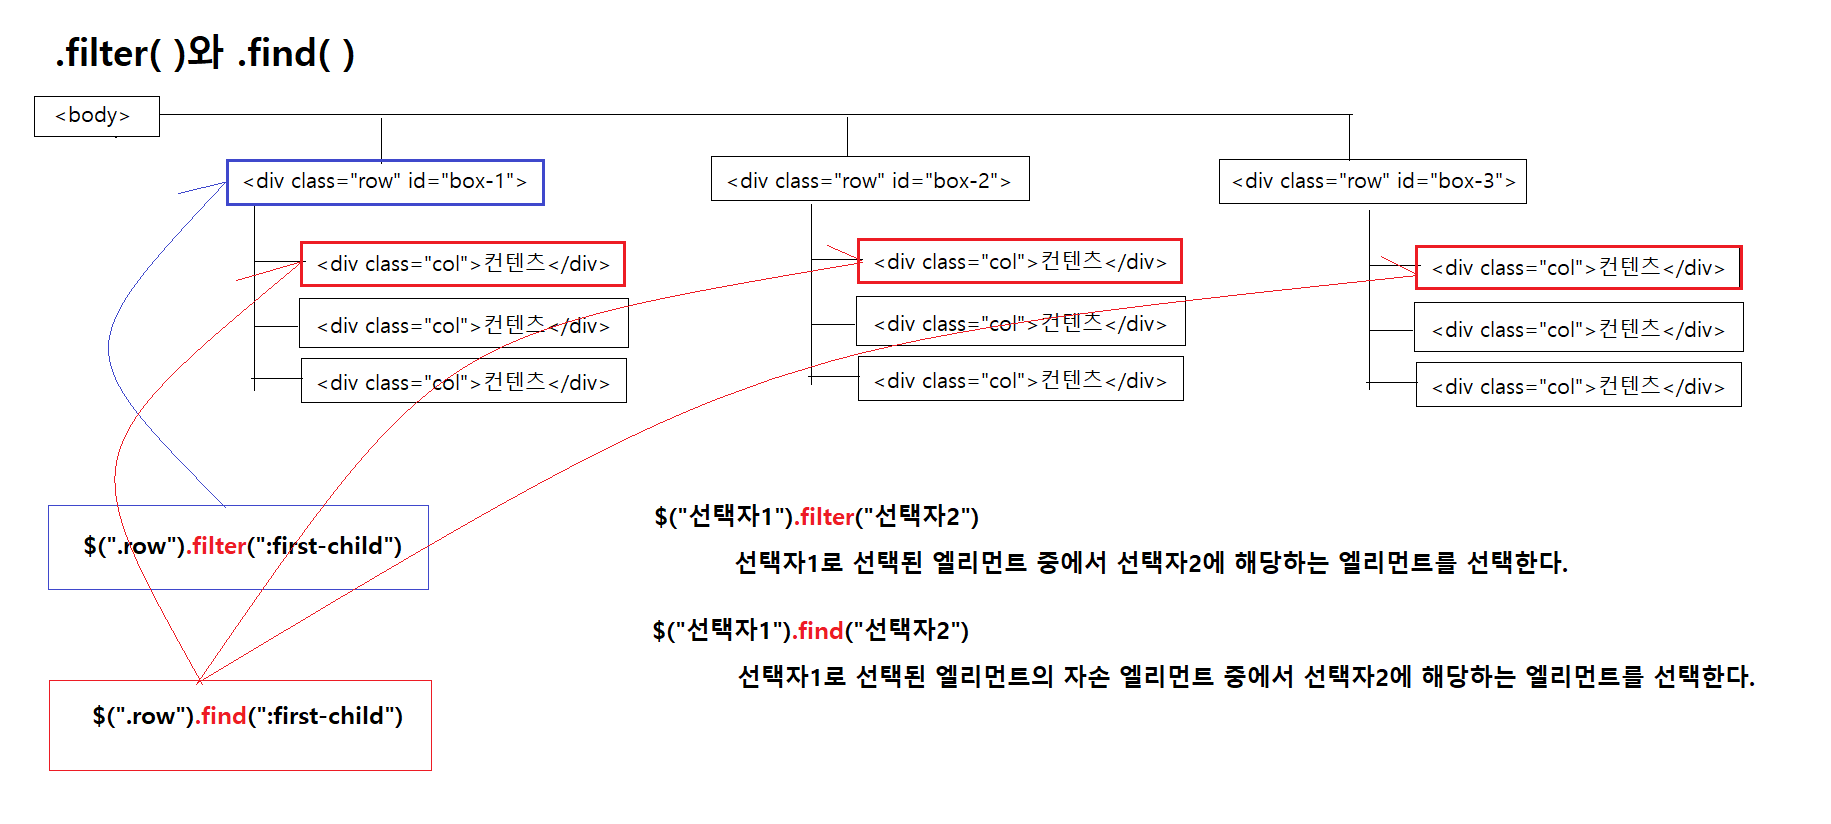 .filter( )와 .find( )
<body>
<div class="row" id="box-1">
<div class="row" id="box-2">
<div class="row" id="box-3">
<div class="col">컨텐츠</div>
<div class="col">컨텐츠</div>
<div class="col">컨텐츠</div>
<div class="col">컨텐츠</div>
<div class="col">컨텐츠</div>
<div class="col">컨텐츠</div>
<div class="col">컨텐츠</div>
<div class="col">컨텐츠</div>
<div class="col">컨텐츠</div>
$(".row").filter(":first-child")
$(".row").find(":first-child")
$("선택자1").filter("선택자2")
선택자1로 선택된 엘리먼트 중에서 선택자2에 해당하는 엘리먼트를 선택한다.
$("선택자1").find("선택자2")
선택자1로 선택된 엘리먼트의 자손 엘리먼트 중에서 선택자2에 해당하는 엘리먼트를 선택한다.